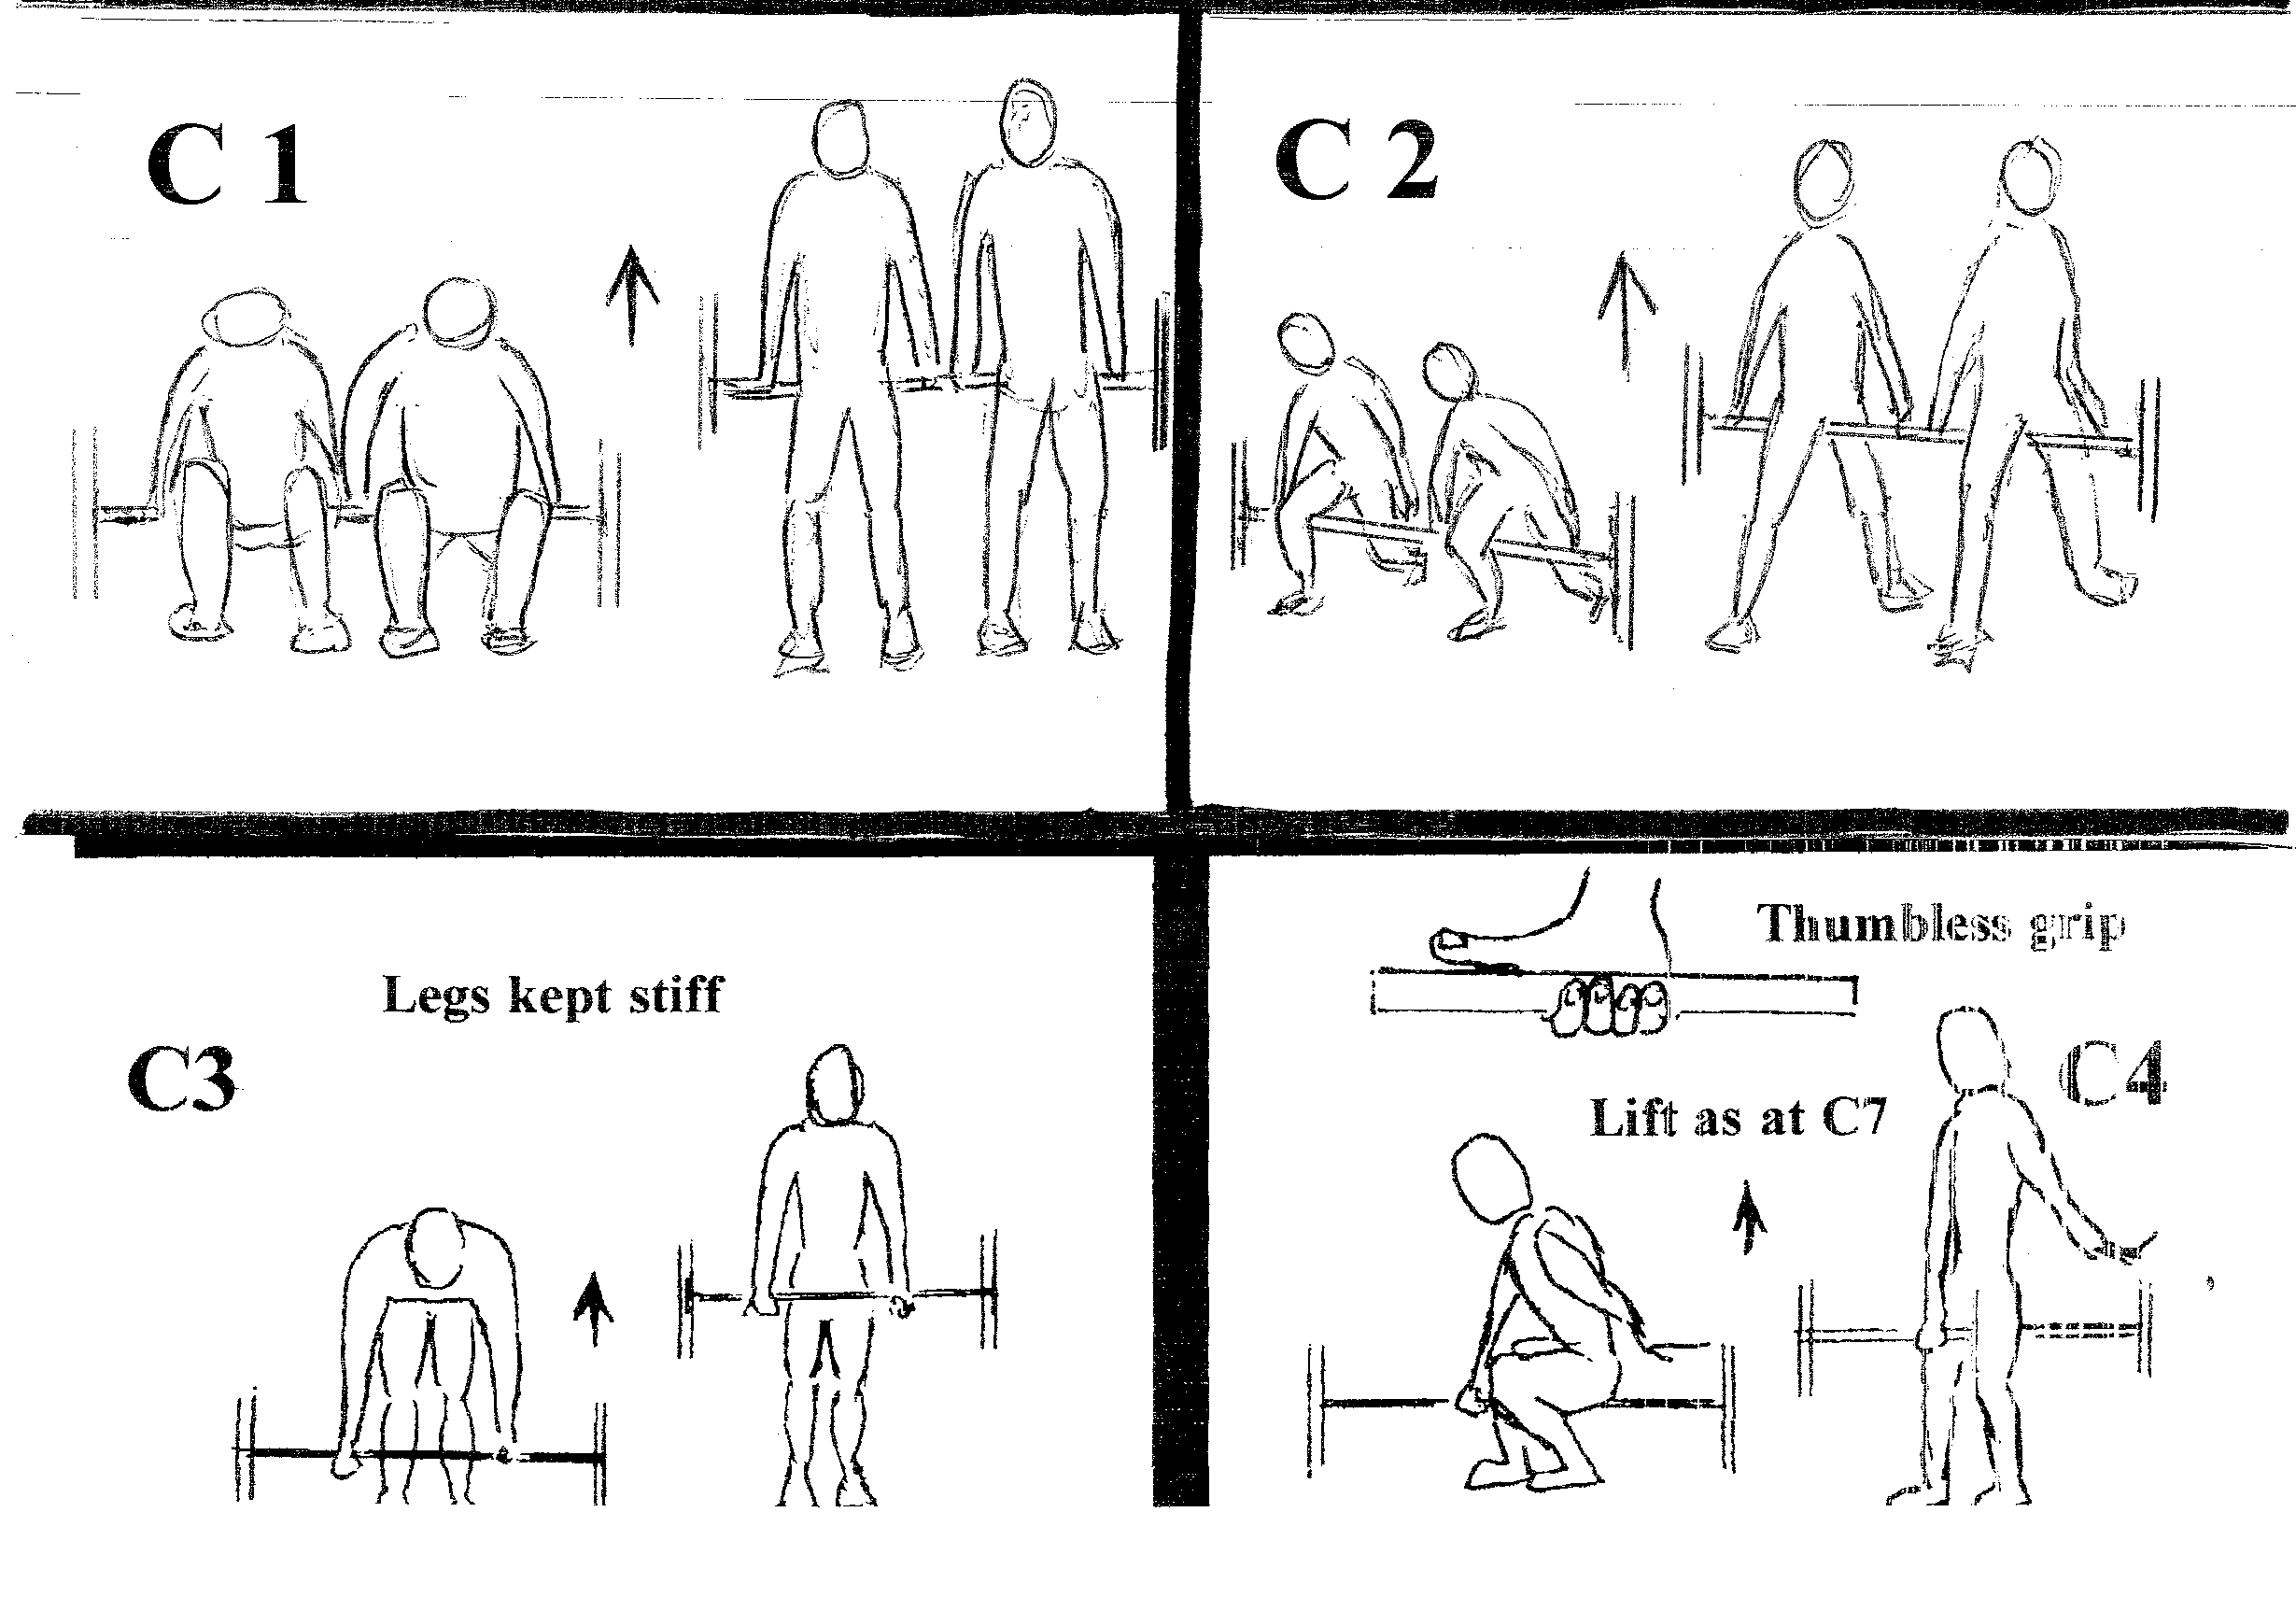 C 1
C 2
Legs kept stiff
C3
Thumbless grip
C4
Lift as at C7